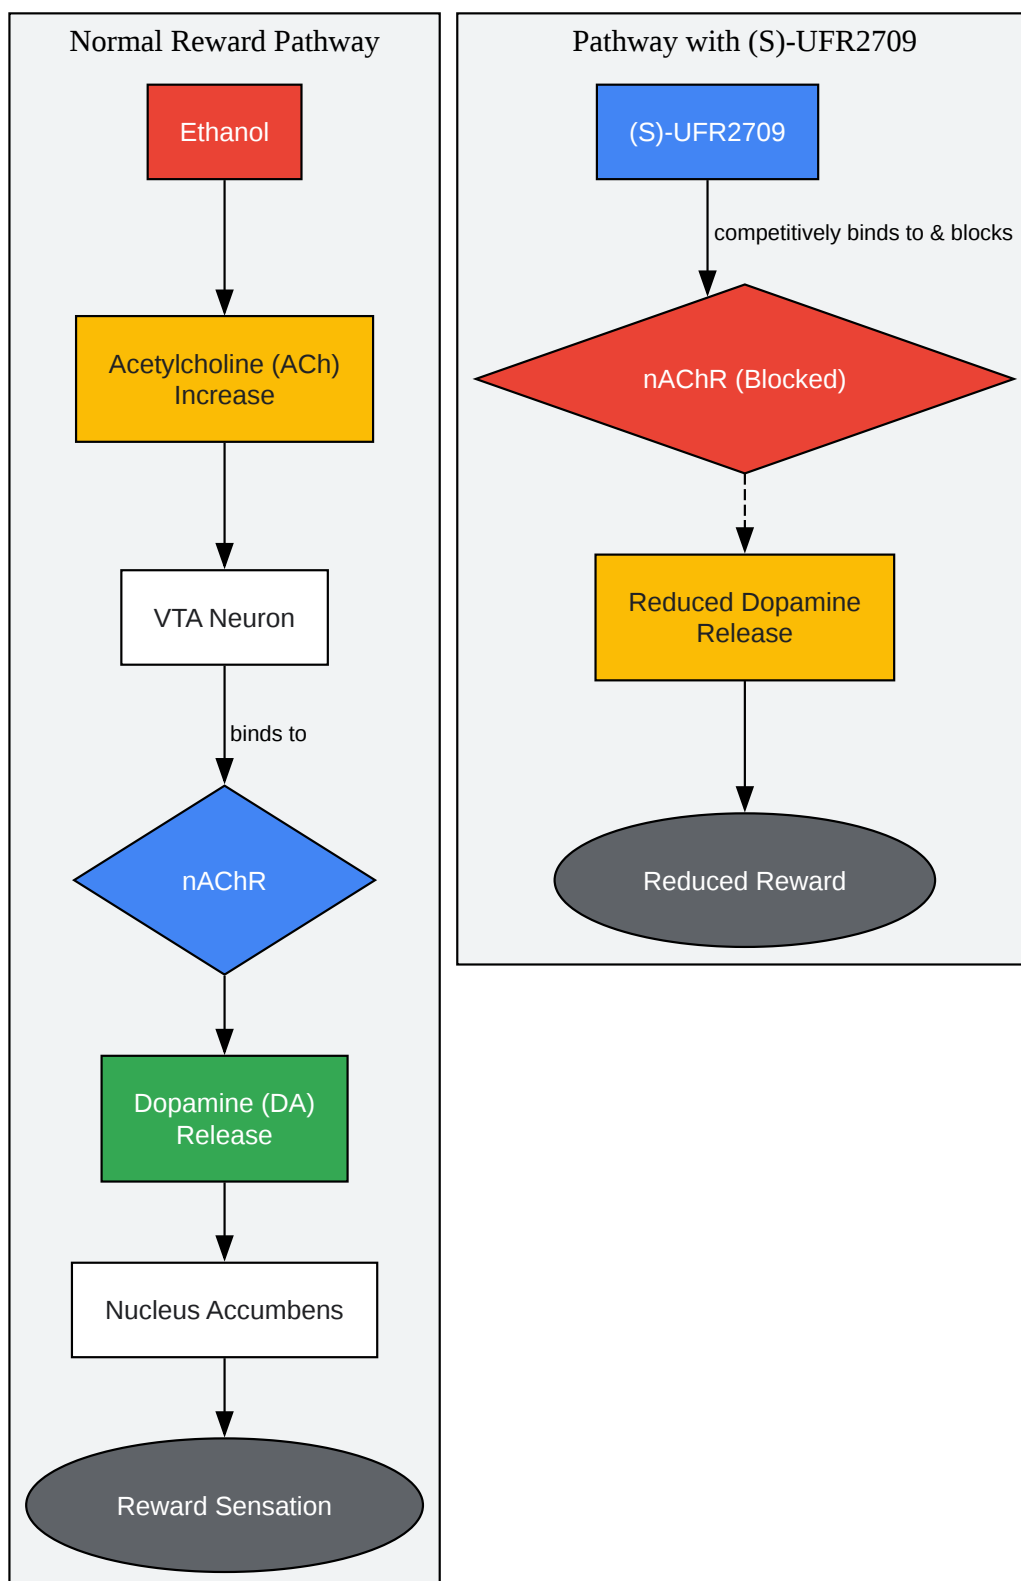 Normal Reward Pathway
Ethanol
Acetylcholine (ACh)
Increase
VTA Neuron
binds to
nAChR
Dopamine (DA)
Release
Nucleus Accumbens
Reward Sensation
Pathway with (S)-UFR2709
(S)-UFR2709
competitively binds to & blocks
nAChR (Blocked)
Reduced Dopamine
Release
Reduced Reward